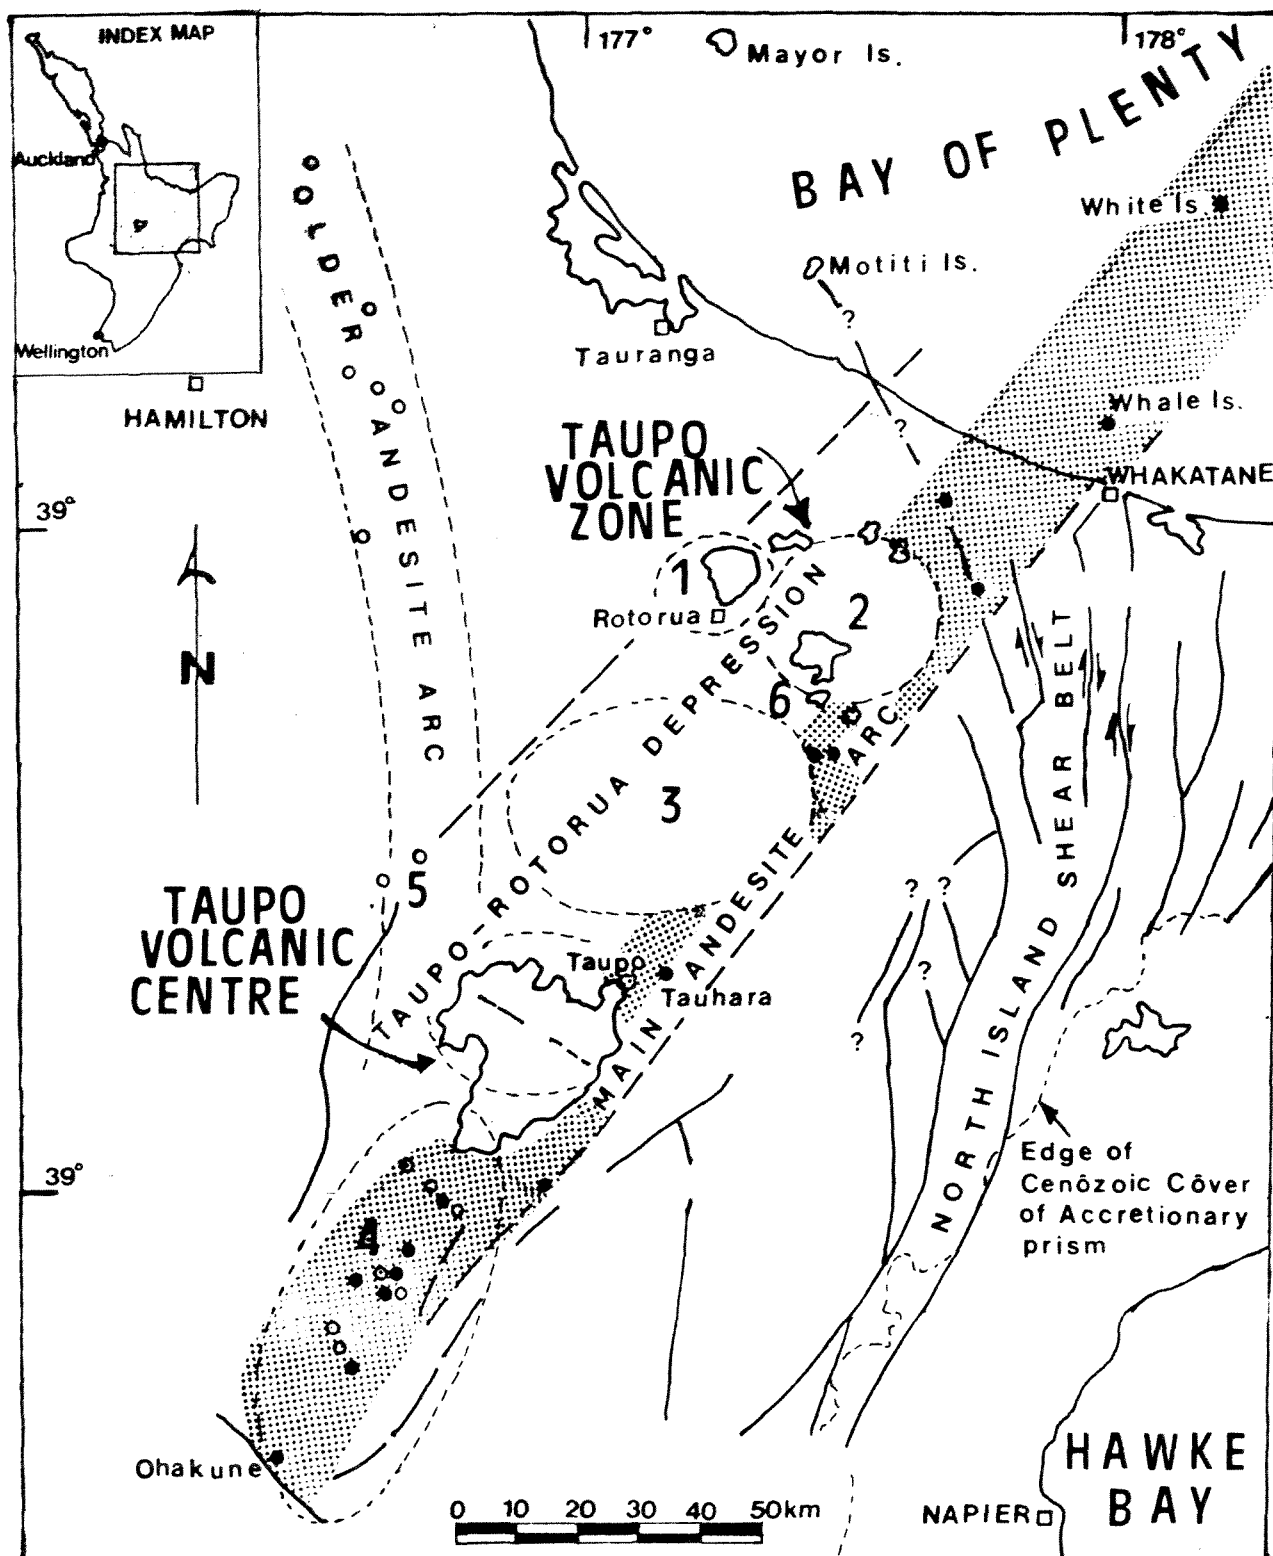 INDEX MAP
Auckland
Wellington
177°
178°
Mayor Is.
BAY OF PLENTY
White Is.
Motiti Is.
?
?
Tauranga
HAMILTON
Whale Is.
WHAKATANE
OLDER ANDESITE ARC
TAUPO
VOLCANIC
ZONE
39°
N
1
Rotorua
2
6
3
TAUPO ROTORUA DEPRESSION
MAIN ANDESITE ARC
NORTH ISLAND SHEAR BELT
5
?
?
?
?
TAUPO
VOLCANIC
CENTRE
Taupo
Tauhara
39°
4
Edge of
Cenôzoic Côver
of Accretionary
prism
Ohakune
0 10 20 30 40 50km
NAPIER
HAWKE
BAY